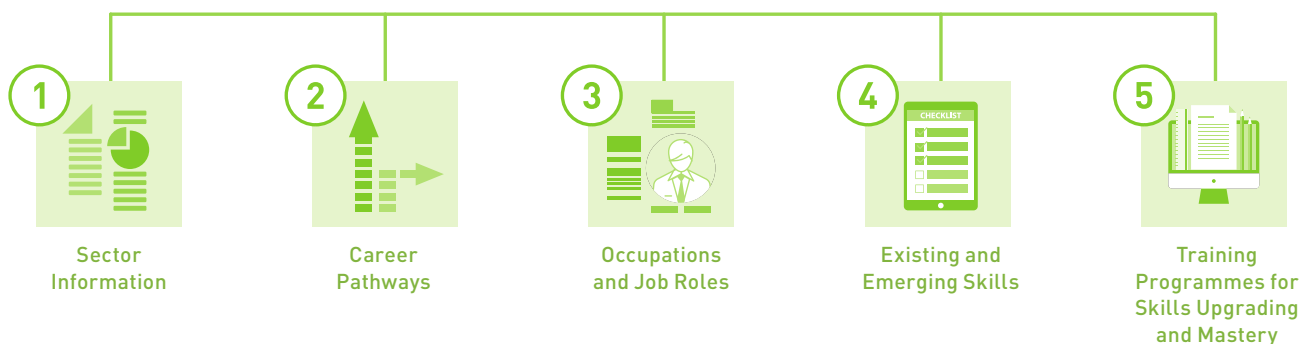 1
Sector
Information
2
Career
Pathways
3
Occupations
and Job Roles
4
CHECKLIST
Existing and
Emerging Skills
5
Training
Programmes for
Skills Upgrading
and Mastery